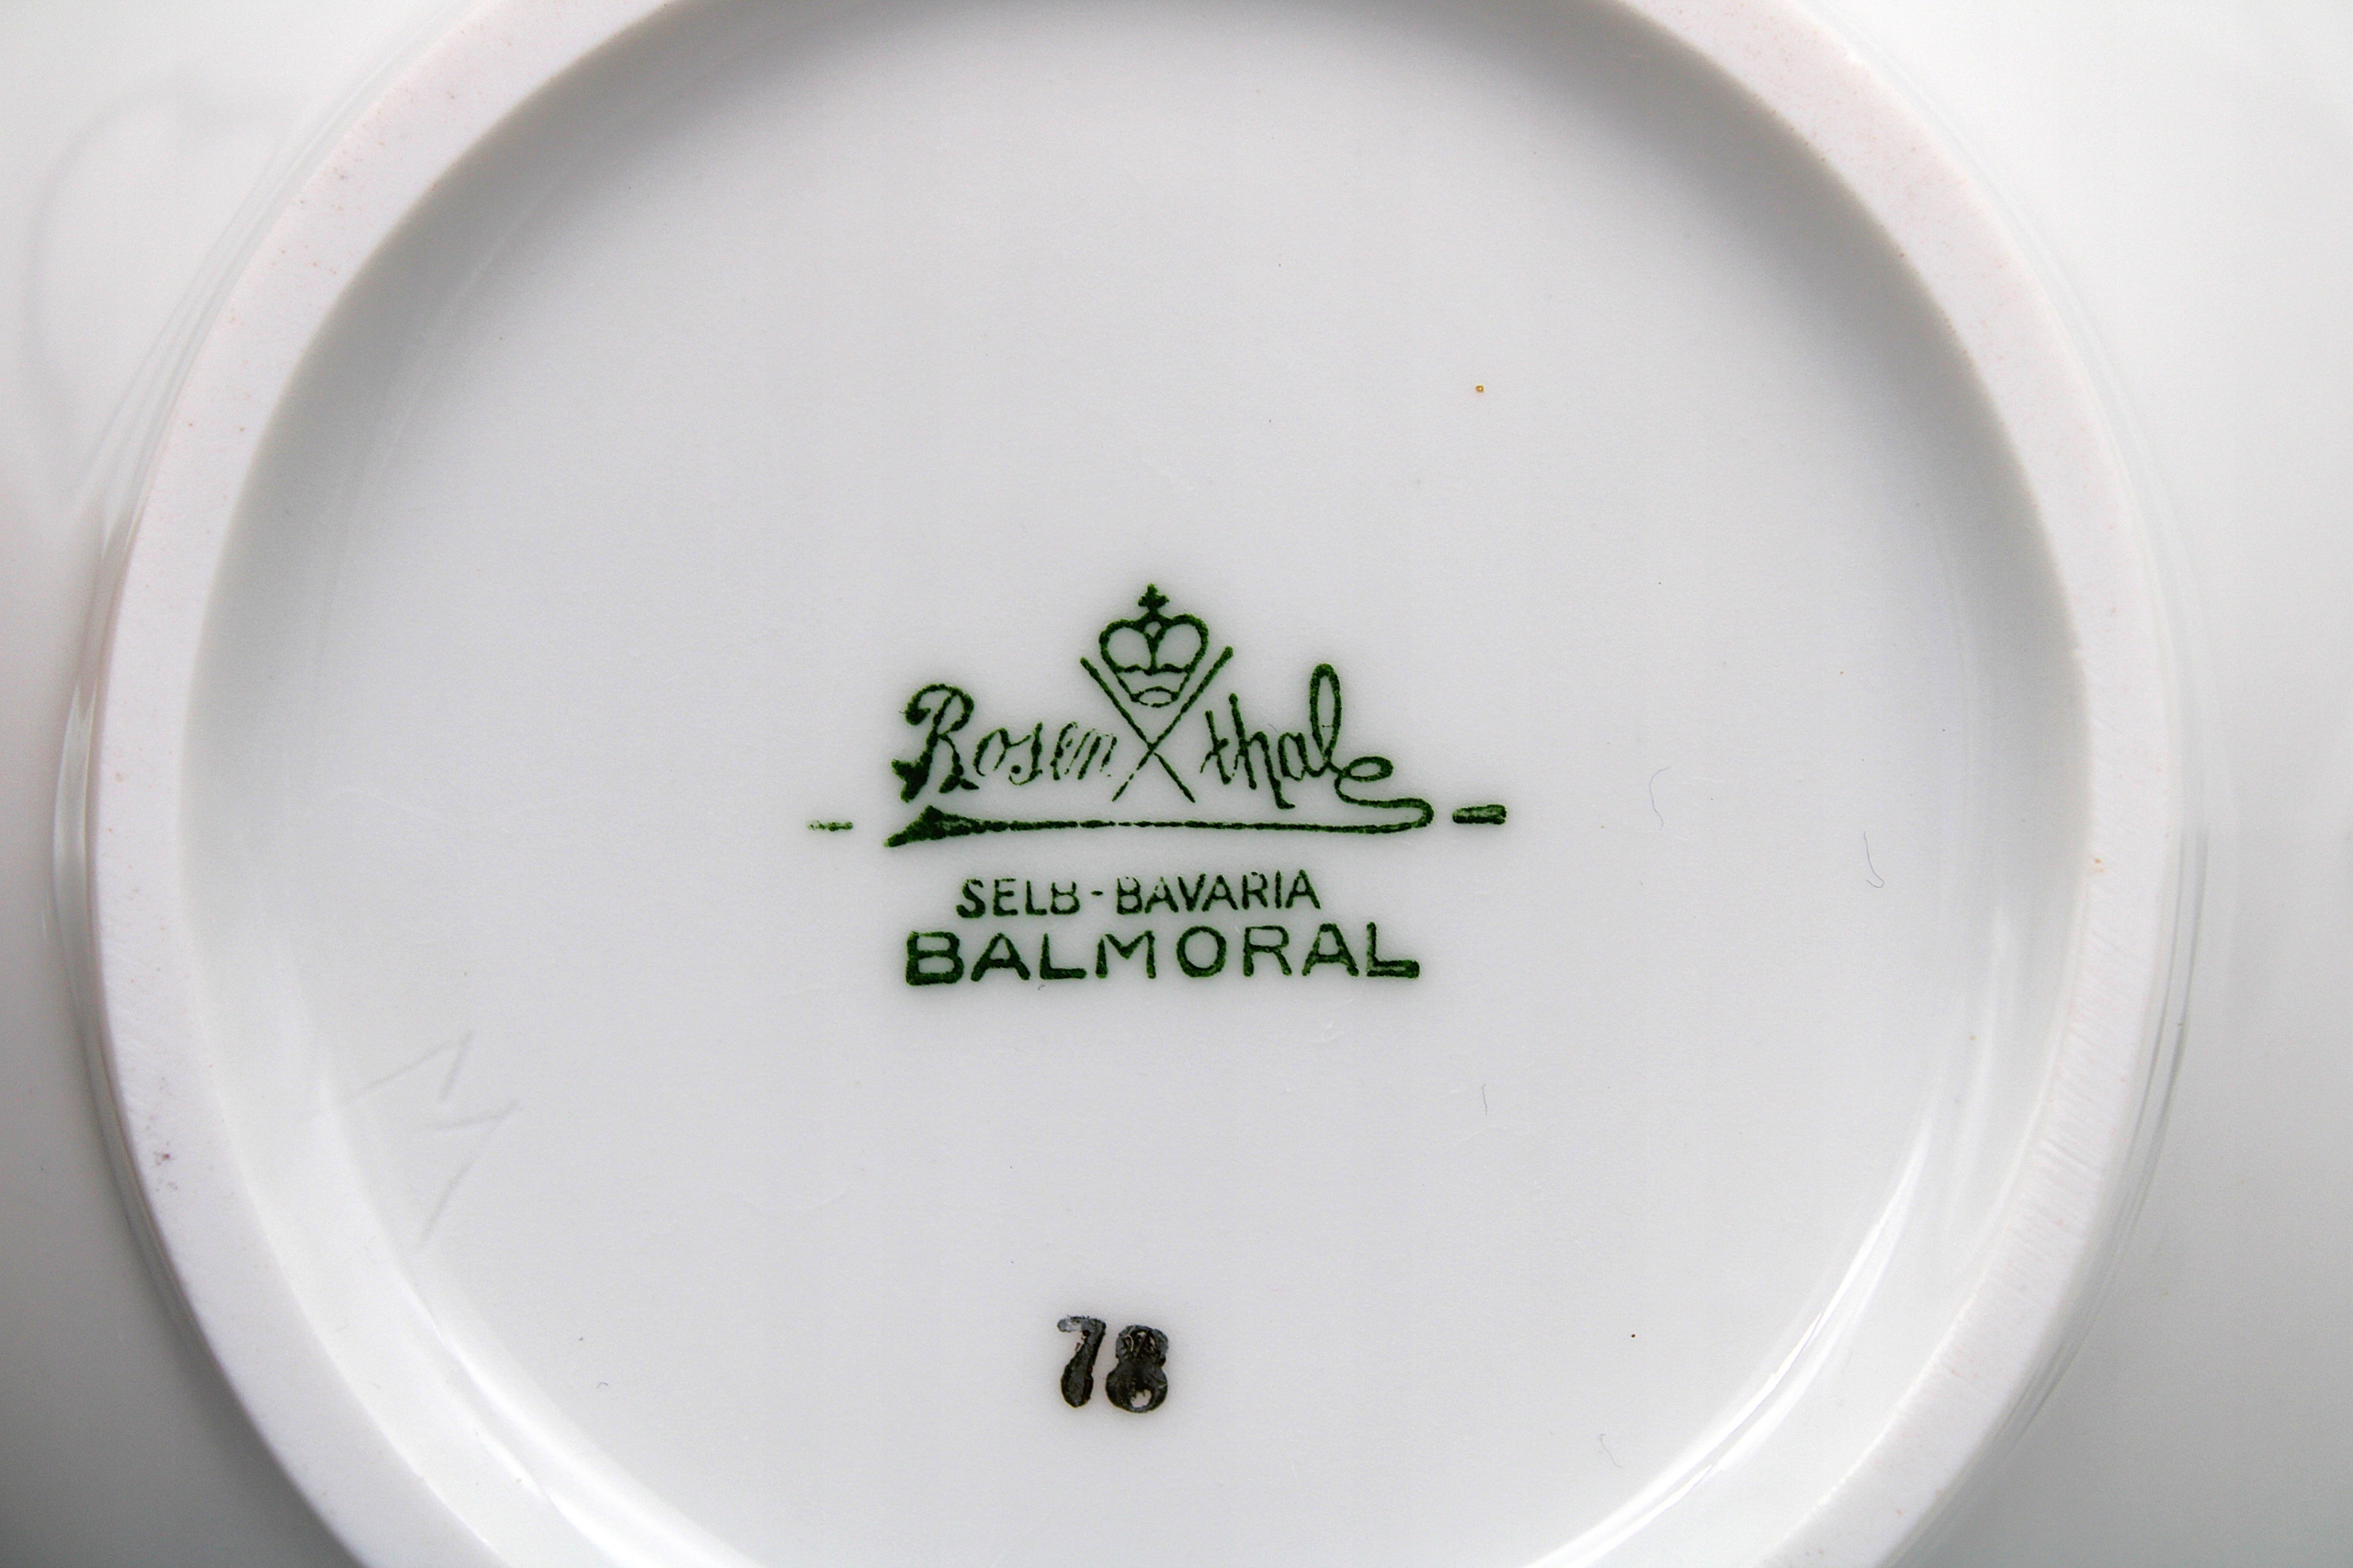 Rosenthal
SELB-BAVARIA
BALMORAL
78